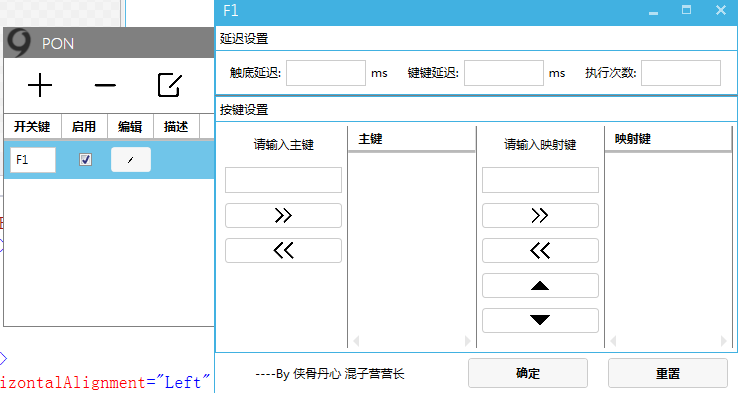 PON
开关键 启用 编辑 描述
F1
izontalAlignment="Left"
F1
延迟设置
触底延迟: ms 键键延迟: ms 执行次数:
按键设置
请输入主键 主键 请输入映射键 映射键
----By 侠骨丹心 混子营营长 确定 重置